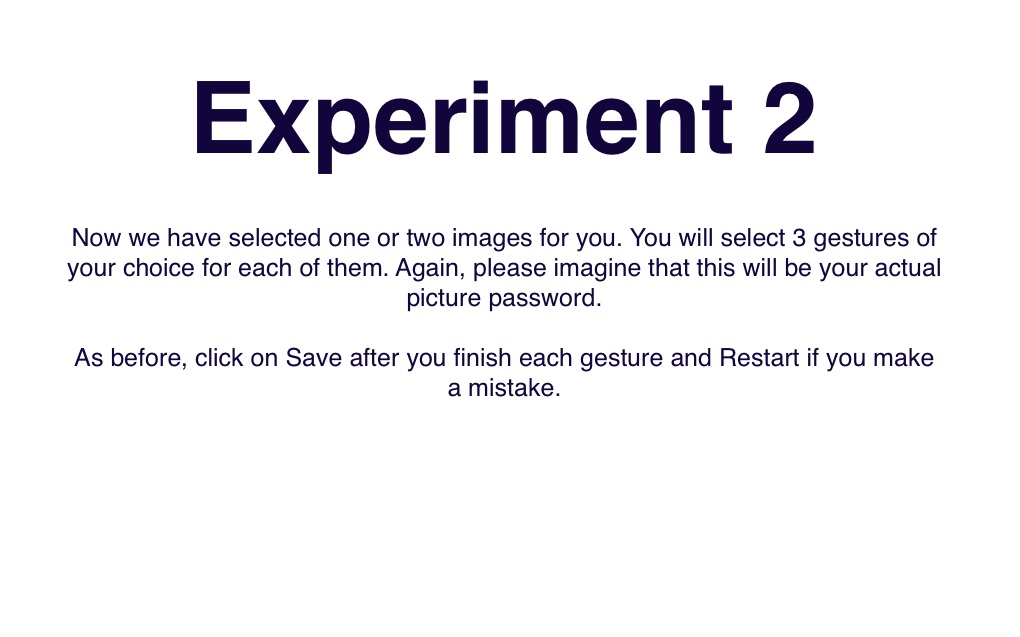 Experiment 2
Now we have selected one or two images for you. You will select 3 gestures of
your choice for each of them. Again, please imagine that this will be your actual
picture password.
As before, click on Save after you finish each gesture and Restart if you make
a mistake.